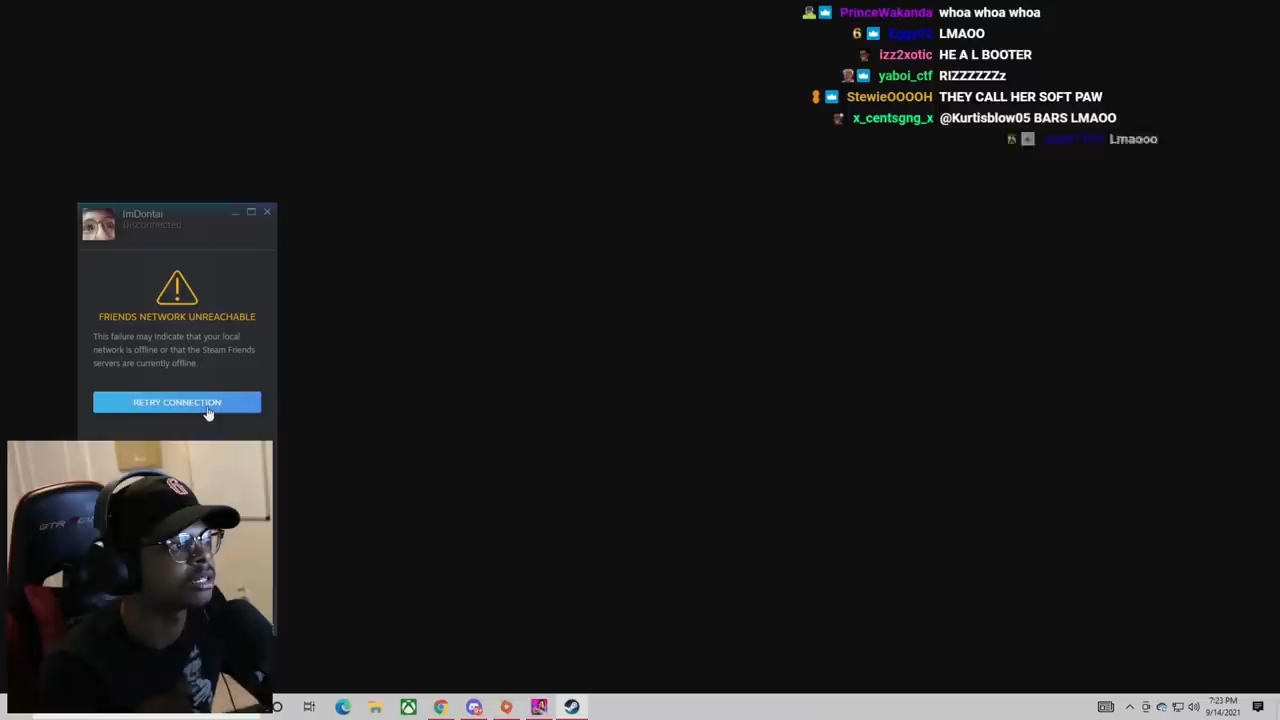 PrinceWakanda whoa whoa whoa
LMAOO
izz2xotic HE A L BOOTER
yaboi_ctf RIZZZZZZz
StewieOOOOH THEY CALL HER SOFT PAW
x_centsgng_x @Kurtisblow05 BARS LMAOO
Lmaooo
ImDontai
Disconnected
FRIENDS NETWORK UNREACHABLE
This failure may indicate that your local
network is offline or that the Steam Friends
servers are currently offline.
RETRY CONNECTION
7:23 PM
9/14/2021